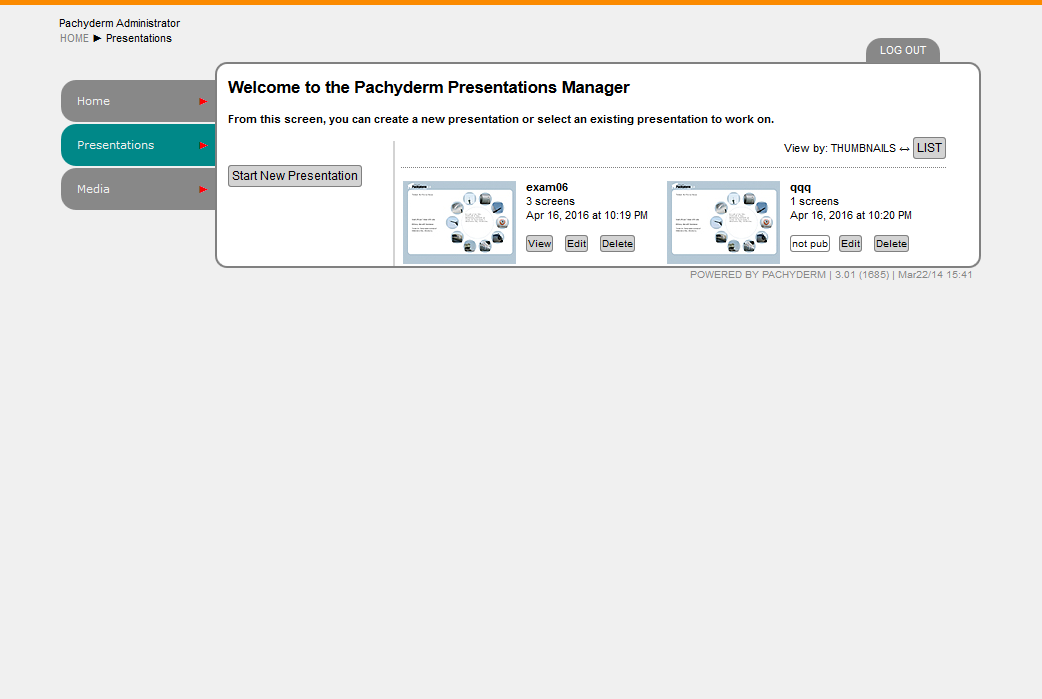 Pachyderm Administrator
HOME ► Presentations
LOG OUT
Home ►
Presentations ►
Media ►
Welcome to the Pachyderm Presentations Manager
From this screen, you can create a new presentation or select an existing presentation to work on.
View by: THUMBNAILS ↔ LIST
Start New Presentation
exam06
3 screens
Apr 16, 2016 at 10:19 PM
View Edit Delete
qqq
1 screens
Apr 16, 2016 at 10:20 PM
not pub Edit Delete
POWERED BY PACHYDERM | 3.01 (1685) | Mar22/14 15:41